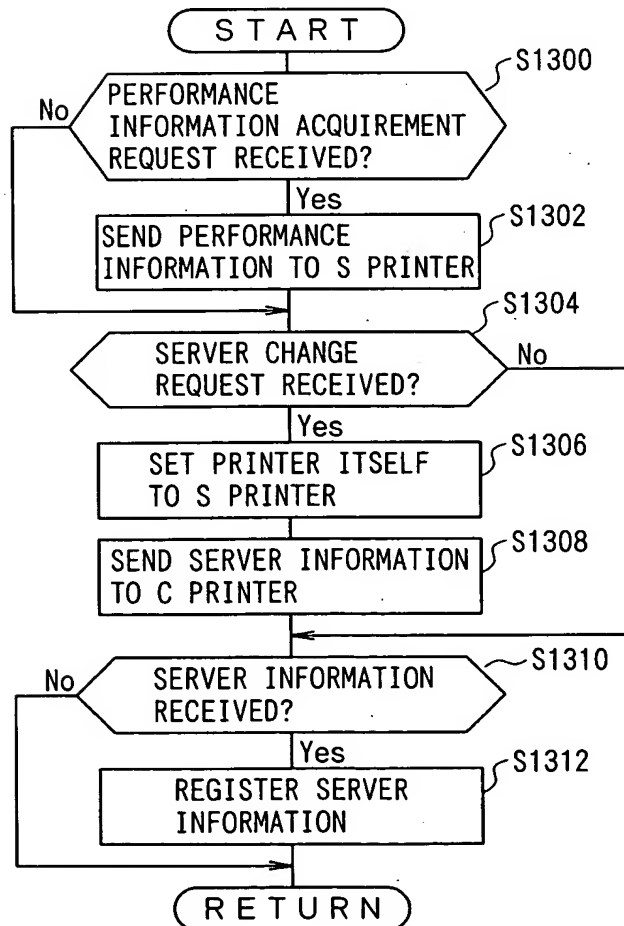 START
S1300
No
PERFORMANCE
INFORMATION ACQUIREMENT
REQUEST RECEIVED?
Yes
S1302
SEND PERFORMANCE
INFORMATION TO S PRINTER
S1304
SERVER CHANGE
REQUEST RECEIVED?
No
Yes
S1306
SET PRINTER ITSELF
TO S PRINTER
S1308
SEND SERVER INFORMATION
TO C PRINTER
S1310
No
SERVER INFORMATION
RECEIVED?
Yes
S1312
REGISTER SERVER
INFORMATION
RETURN